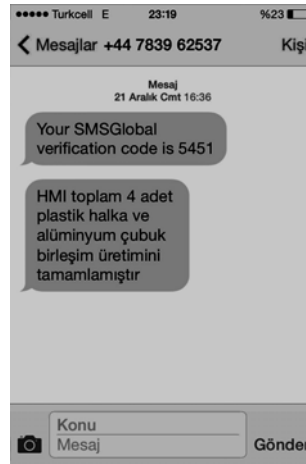 Turkcell E 23:19 %23
Mesajlar +44 7839 62537 Kişi
Mesaj
21 Aralık Cmt 16:36
Your SMSGlobal
verification code is 5451
HMI toplam 4 adet
plastik halka ve
alüminyum çubuk
birleşim üretimini
tamamlamıştır
Konu
Mesaj
Gönder